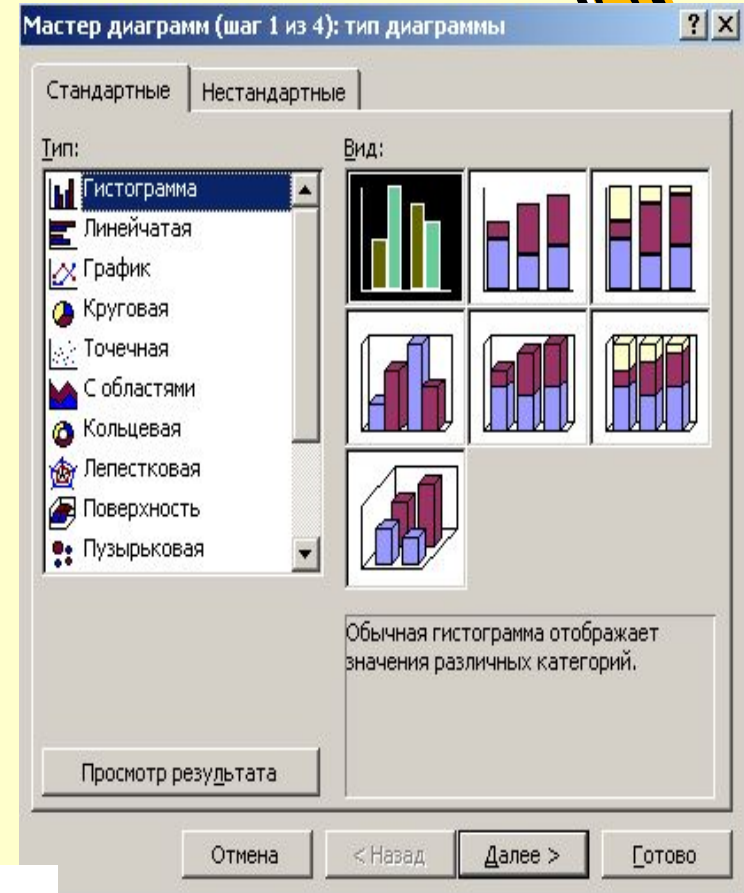 Мастер диаграмм (шаг 1 из 4): тип диаграммы
Стандартные Нестандартные
Тип: Вид:
Гистограмма
Линейчатая
График
Круговая
Точечная
С областями
Кольцевая
Лепестковая
Поверхность
Пузырьковая
Обычная гистограмма отображает
значения различных категорий.
Просмотр результата
Отмена < Назад Далее > Готово